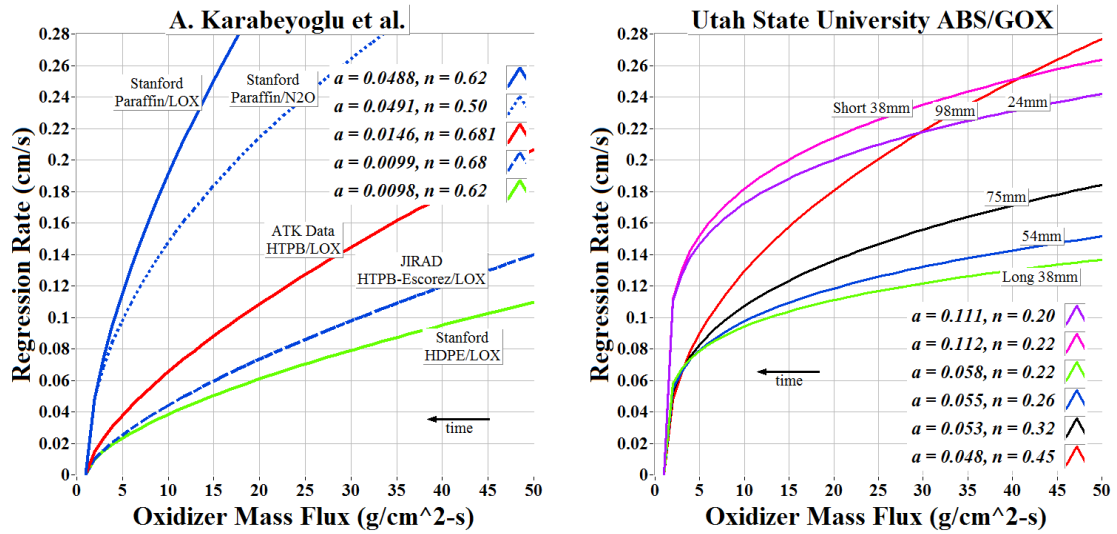 A. Karabeyoglu et al.
0.28
0.26
0.24
0.22
0.2
0.18
0.16
0.14
0.12
0.1
0.08
0.06
0.04
0.02
0
Regression Rate (cm/s)
Stanford
Paraffin/LOX
Stanford
Paraffin/N2O
a = 0.0488, n = 0.62
a = 0.0491, n = 0.50
a = 0.0146, n = 0.681
a = 0.0099, n = 0.68
a = 0.0098, n = 0.62
ATK Data
HTPB/LOX
JIRAD
HTPB-Escorez/LOX
Stanford
HDPE/LOX
time
0 5 10 15 20 25 30 35 40 45 50
Oxidizer Mass Flux (g/cm^2-s)
Utah State University ABS/GOX
0.28
0.26
0.24
0.22
0.2
0.18
0.16
0.14
0.12
0.1
0.08
0.06
0.04
0.02
0
Regression Rate (cm/s)
Short 38mm
98mm
24mm
75mm
54mm
Long 38mm
time
a = 0.111, n = 0.20
a = 0.112, n = 0.22
a = 0.058, n = 0.22
a = 0.055, n = 0.26
a = 0.053, n = 0.32
a = 0.048, n = 0.45
0 5 10 15 20 25 30 35 40 45 50
Oxidizer Mass Flux (g/cm^2-s)